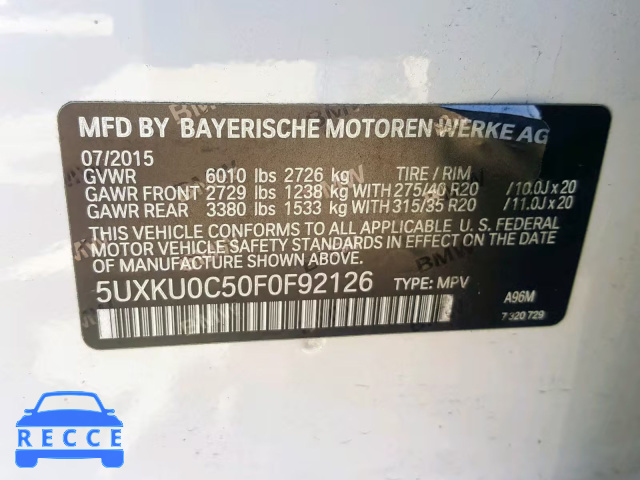 MFD BY BAYERISCHE MOTOREN WERKE AG
07/2015
GVWR 6010 lbs 2726 kg TIRE / RIM
GAWR FRONT 2729 lbs 1238 kg WITH 275/40 R20 /10.0J x 20
GAWR REAR 3380 lbs 1533 kg WITH 315/35 R20 /11.0J x 20
THIS VEHICLE CONFORMS TO ALL APPLICABLE U.S. FEDERAL
MOTOR VEHICLE SAFETY STANDARDS IN EFFECT ON THE DATE
OF MANUFACTURE SHOWN ABOVE.
5UXKU0C50F0F92126 TYPE: MPV
A96M
7 320 729
RECCE